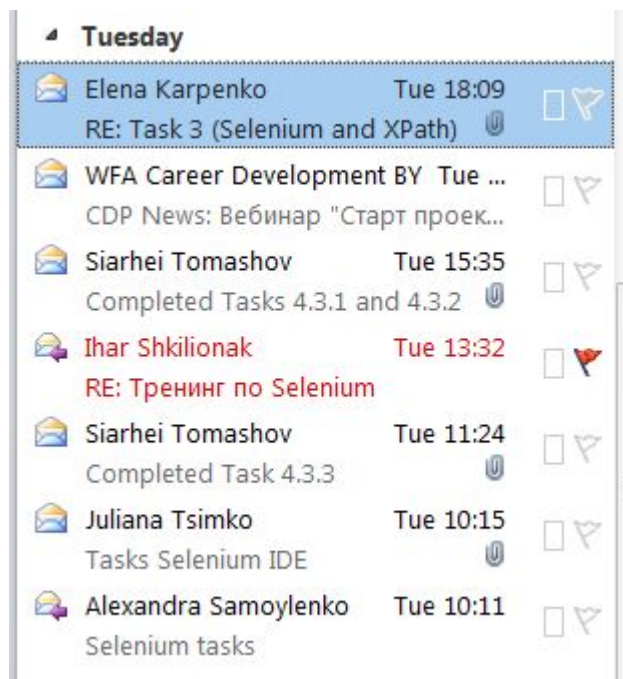 Tuesday
Elena Karpenko Tue 18:09
RE: Task 3 (Selenium and XPath)
WFA Career Development BY Tue ...
CDP News: Вебинар "Старт проек...
Siarhei Tomashov Tue 15:35
Completed Tasks 4.3.1 and 4.3.2
Ihar Shkilionak Tue 13:32
RE: Тренинг по Selenium
Siarhei Tomashov Tue 11:24
Completed Task 4.3.3
Juliana Tsimko Tue 10:15
Tasks Selenium IDE
Alexandra Samoylenko Tue 10:11
Selenium tasks